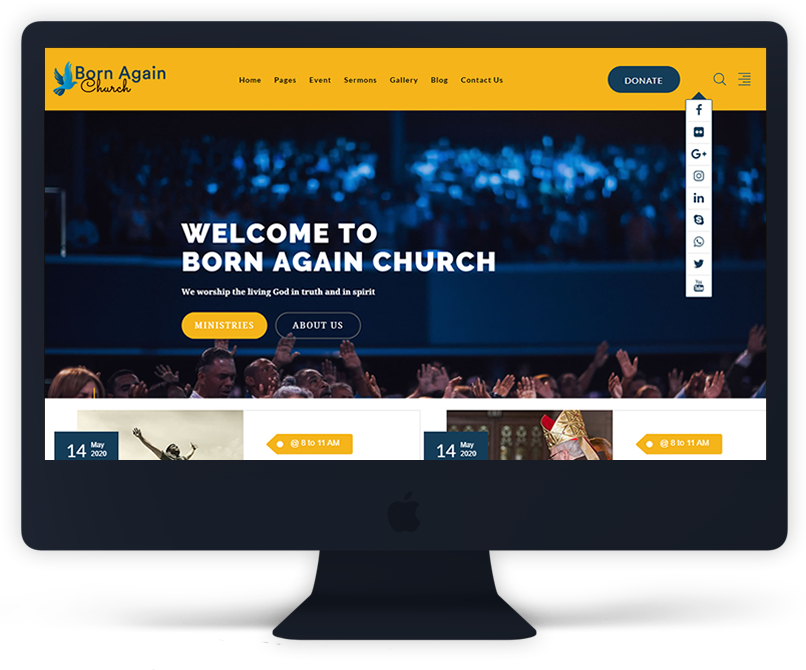 Born Again
Church
Home Pages Event Sermons Gallery Blog Contact Us
DONATE
WELCOME TO
BORN AGAIN CHURCH
We worship the living God in truth and in spirit
MINISTRIES ABOUT US
14 May 2020
@ 8 to 11 AM
14 May 2020
@ 8 to 11 AM